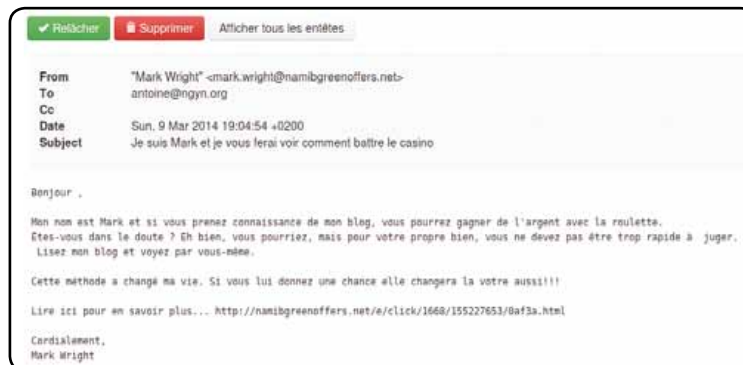 Relâcher Supprimer Afficher tous les entêtes
From "Mark Wright" <mark.wright@namibgreenoffers.net>
To antoine@ngyn.org
Cc
Date Sun, 9 Mar 2014 19:04:54 +0200
Subject Je suis Mark et je vous ferai voir comment battre le casino
Bonjour ,
Mon nom est Mark et si vous prenez connaissance de mon blog, vous pourrez gagner de l'argent avec la roulette.
Etes-vous dans le doute ? Eh bien, vous pourriez, mais pour votre propre bien, vous ne devez pas être trop rapide à juger.
Lisez mon blog et voyez par vous-même.
Cette méthode a changé ma vie. Si vous lui donnez une chance elle changera la votre aussi!!!
Lire ici pour en savoir plus... http://namibgreenoffers.net/e/click/1668/155227653/0af3a.html
Cordialement,
Mark Wright